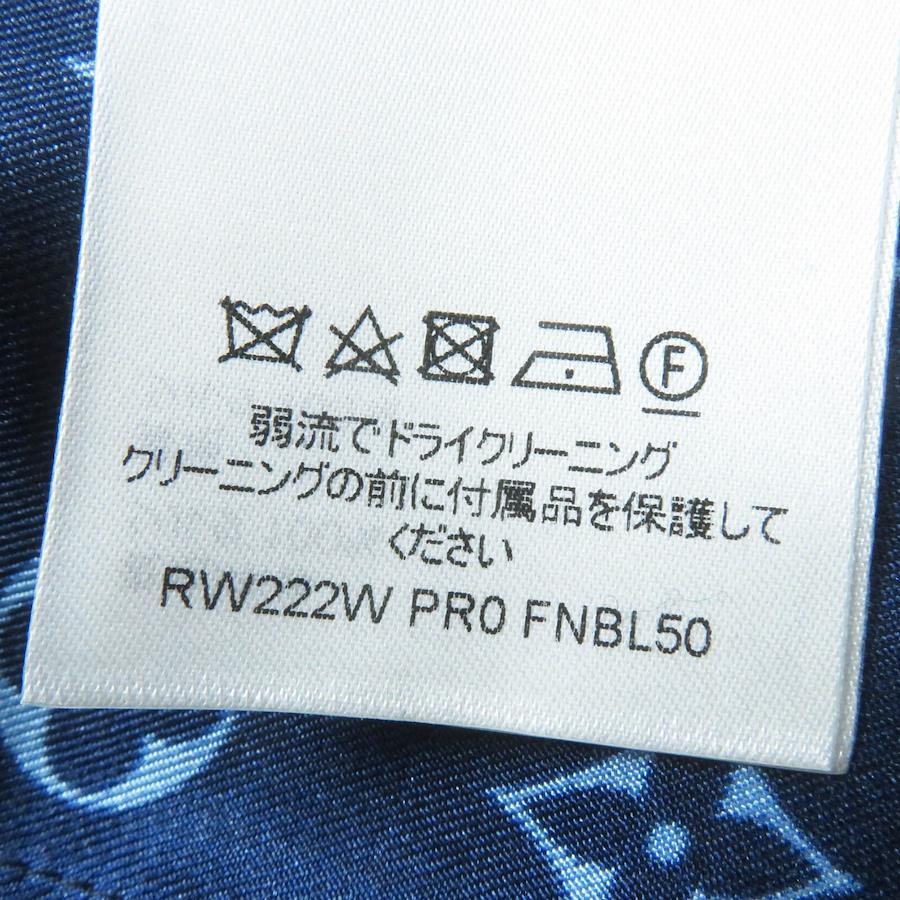 F
弱流でドライクリーニング
クリーニングの前に付属品を保護して
ください
RW222W PR0 FNBL50